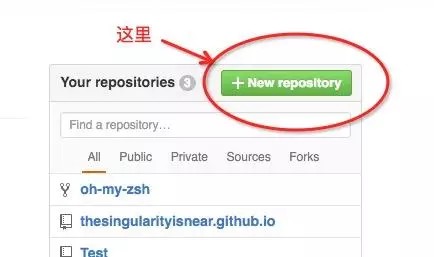 这里
Your repositories 3 + New repository
Find a repository…
All Public Private Sources Forks
oh-my-zsh
thesingularityisnear.github.io
Test